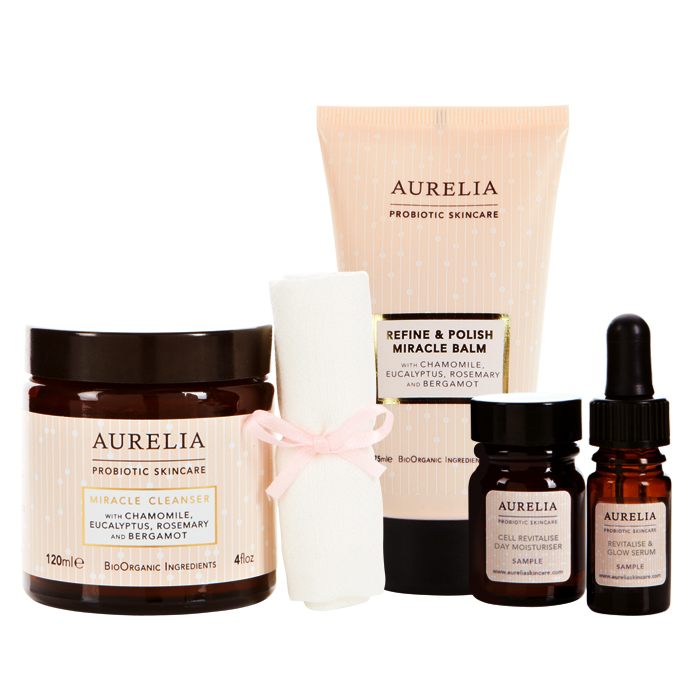 AURELIA
PROBIOTIC SKINCARE
MIRACLE CLEANSER
WITH CHAMOMILE,
EUCALYPTUS, ROSEMARY
AND BERGAMOT
120ml℮ BIOORGANIC INGREDIENTS 4floz
AURELIA
PROBIOTIC SKINCARE
REFINE & POLISH
MIRACLE BALM
WITH CHAMOMILE,
EUCALYPTUS, ROSEMARY
AND BERGAMOT
75ml℮ BIOORGANIC INGREDIENTS
AURELIA
PROBIOTIC SKINCARE
CELL REVITALISE
DAY MOISTURISER
SAMPLE
www.aureliaskincare.com
AURELIA
PROBIOTIC SKINCARE
REVITALISE &
GLOW SERUM
SAMPLE
www.aureliaskincare.com